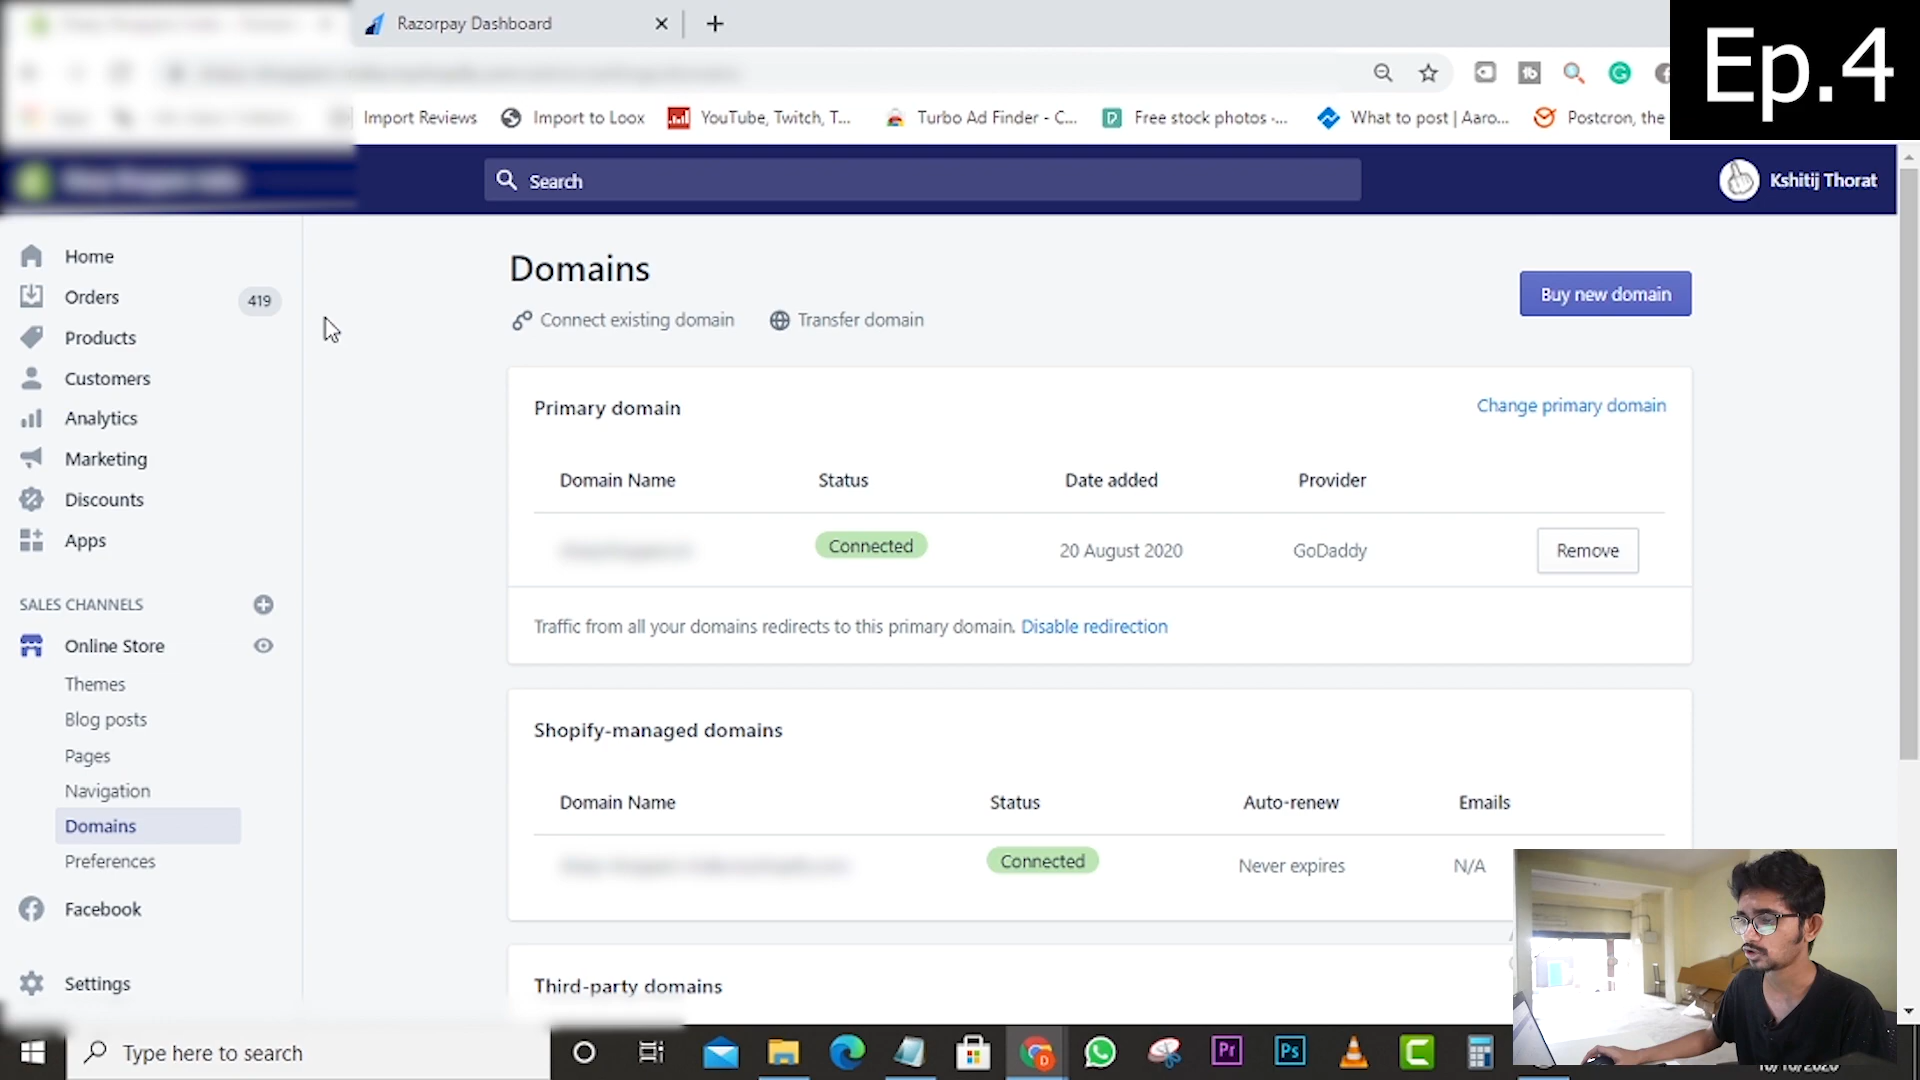 Razorpay Dashboard
Ep.4
Import Reviews
Import to Loox
YouTube, Twitch, T...
Turbo Ad Finder - C...
Free stock photos -...
What to post | Aaro...
Postcron, the
Search
Kshitij Thorat
Home
Orders
419
Products
Customers
Analytics
Marketing
Discounts
Apps
SALES CHANNELS
Online Store
Themes
Blog posts
Pages
Navigation
Domains
Preferences
Facebook
Settings
Domains
Connect existing domain
Transfer domain
Buy new domain
Primary domain
Change primary domain
Domain Name Status Date added Provider
Connected 20 August 2020 GoDaddy Remove
Traffic from all your domains redirects to this primary domain. Disable redirection
Shopify-managed domains
Domain Name Status Auto-renew Emails
Connected Never expires N/A
Third-party domains
Type here to search
Pr
Ps